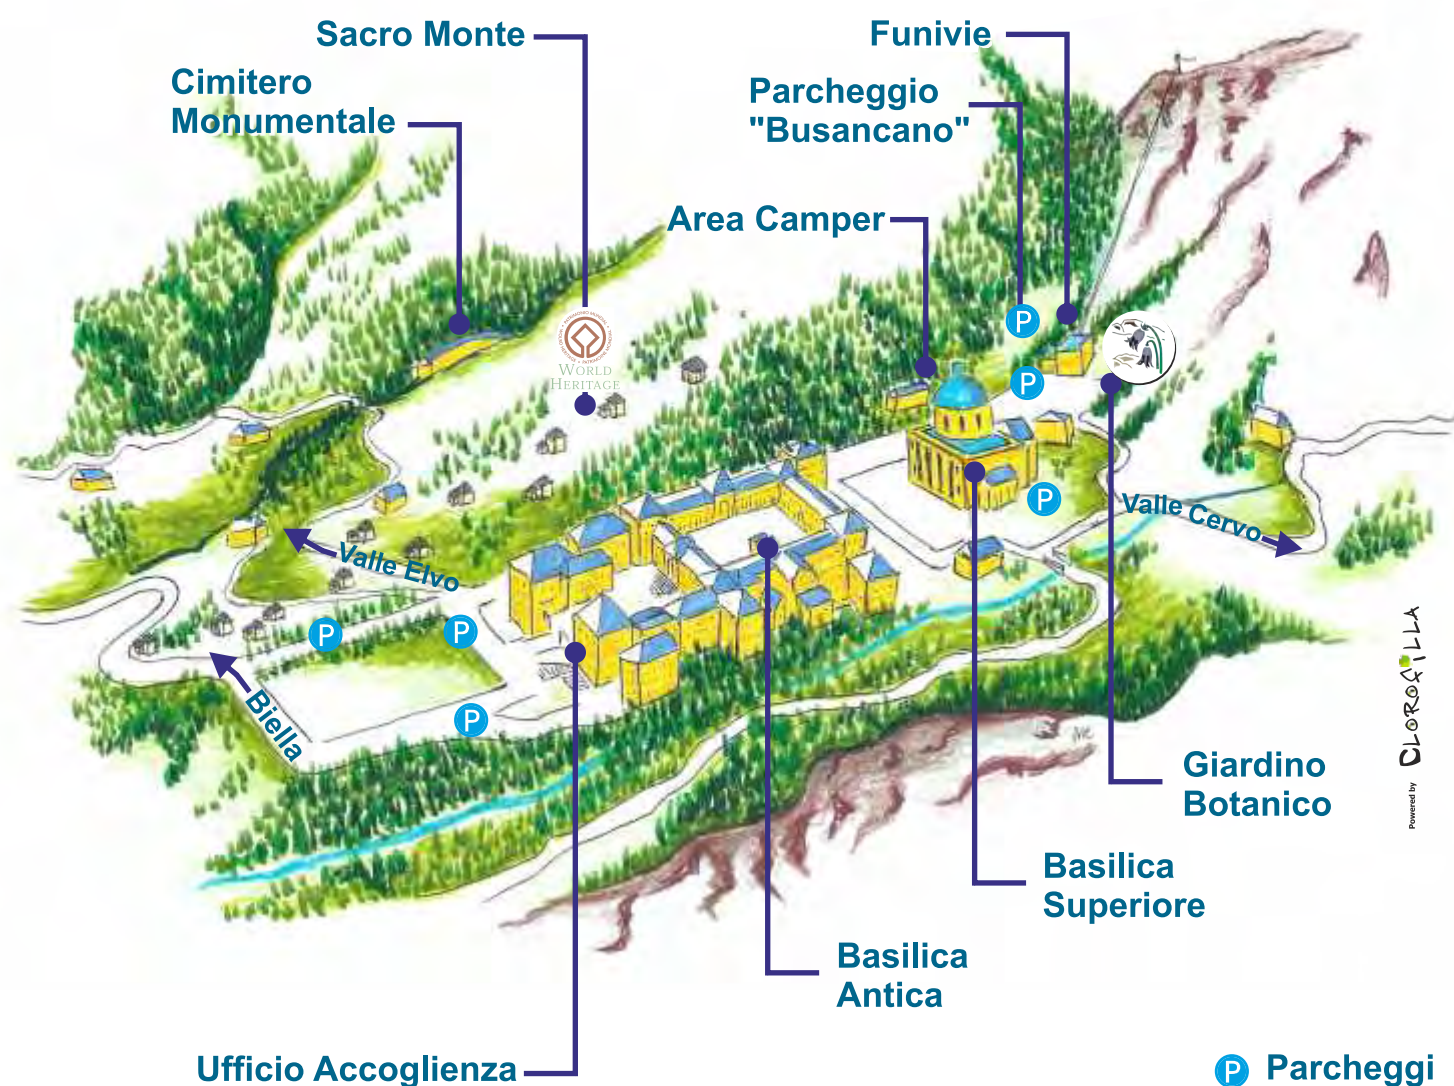 Sacro Monte
Funivie
Cimitero
Monumentale
Parcheggio
"Busancano"
Area Camper
P
WORLD
HERITAGE
P
P
Valle Cervo
Valle Elvo
P
P
P
Biella
P
Giardino
Botanico
Powered by CLOROFILLA
Basilica
Superiore
Basilica
Antica
Ufficio Accoglienza
P Parcheggi